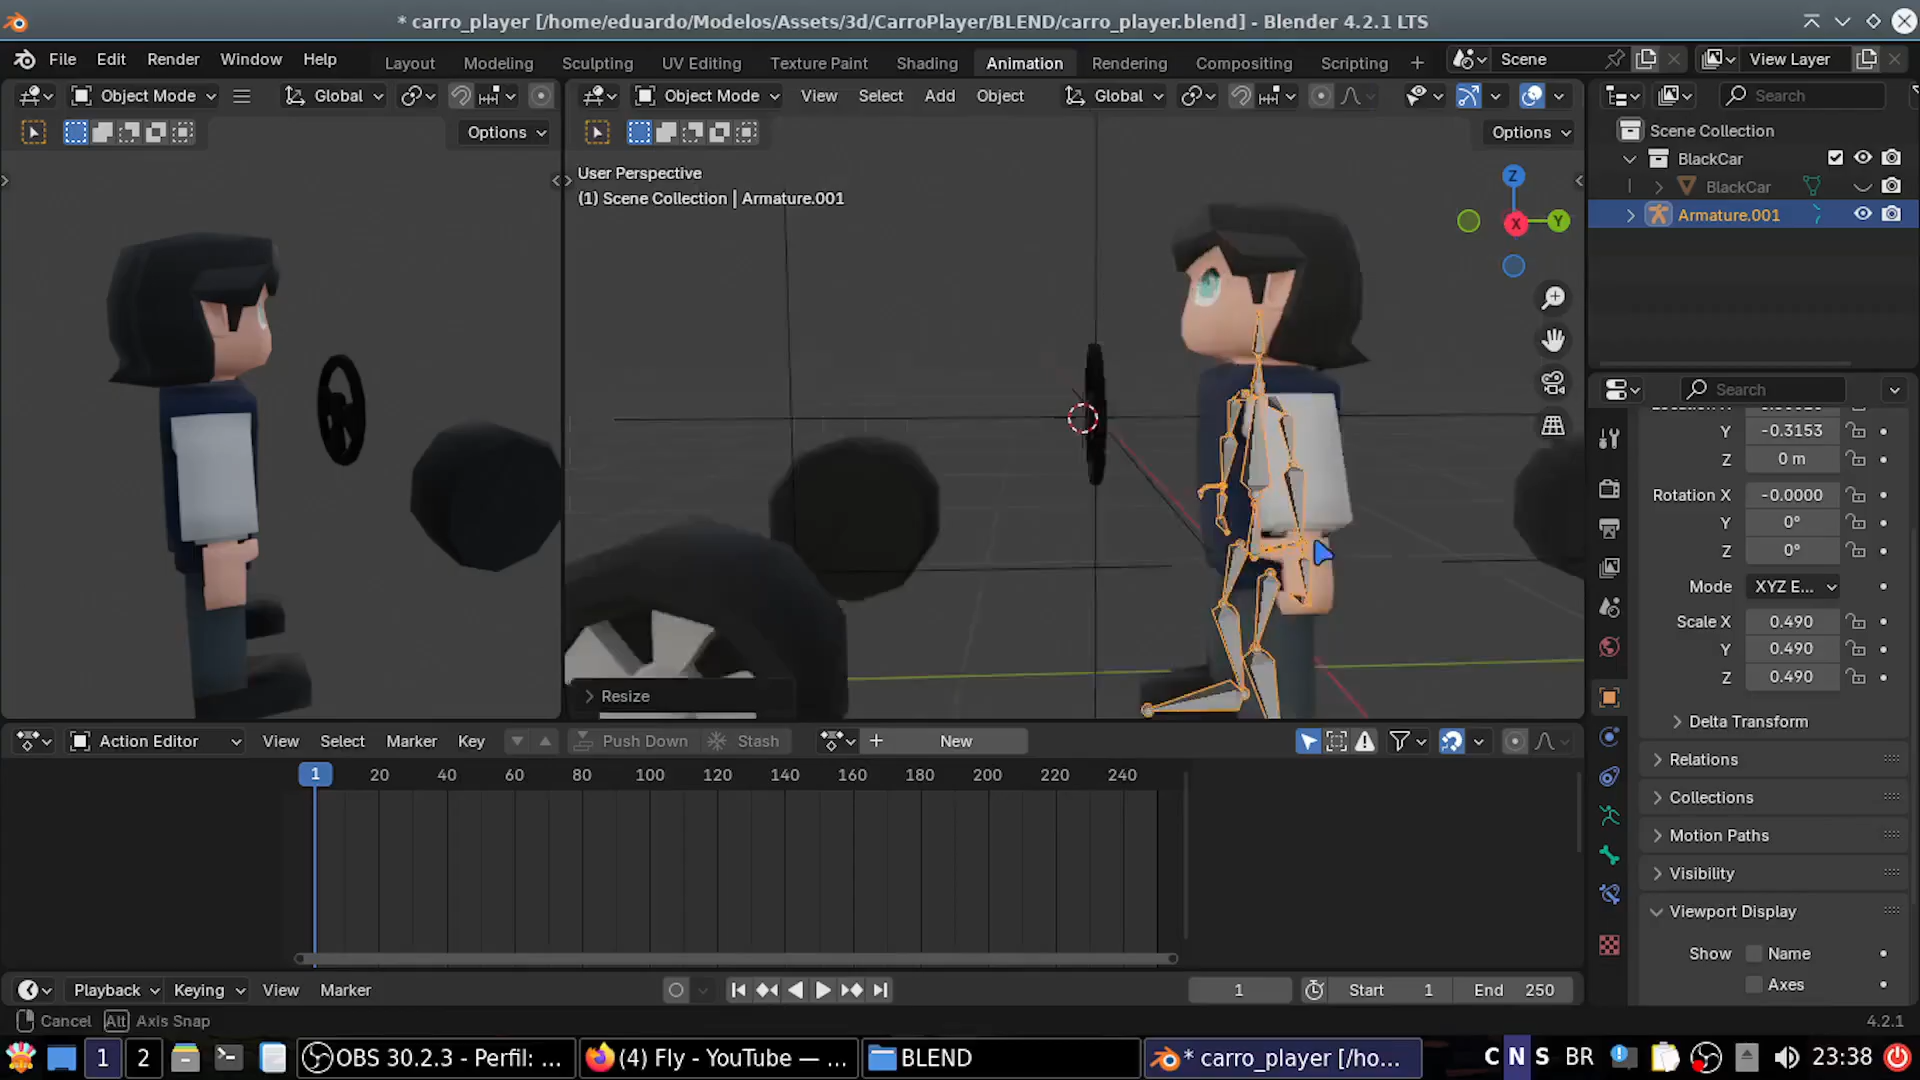 * carro_player [/home/eduardo/Modelos/Assets/3d/CarroPlayer/BLEND/carro_player.blend] - Blender 4.2.1 LTS
File Edit Render Window Help Layout Modeling Sculpting UV Editing Texture Paint Shading Animation Rendering Compositing Scripting + Scene View Layer
Object Mode Global Object Mode View Select Add Object Global Search
Options Options
Scene Collection
BlackCar
BlackCar
Armature.001
User Perspective
(1) Scene Collection | Armature.001
Z
X
Y
Search
Y -0.3153
Z 0 m
Rotation X -0.0000
Y 0°
Z 0°
Mode XYZ E...
Scale X 0.490
Y 0.490
Z 0.490
Resize
Delta Transform
Relations
Collections
Motion Paths
Visibility
Viewport Display
Show Name
Axes
Action Editor View Select Marker Key Push Down Stash + New
1 20 40 60 80 100 120 140 160 180 200 220 240
Playback Keying View Marker 1 Start 1 End 250
Cancel Alt Axis Snap 4.2.1
1 2 OBS 30.2.3 - Perfil: ... (4) Fly - YouTube — ... BLEND * carro_player [/ho... C N S BR 23:38